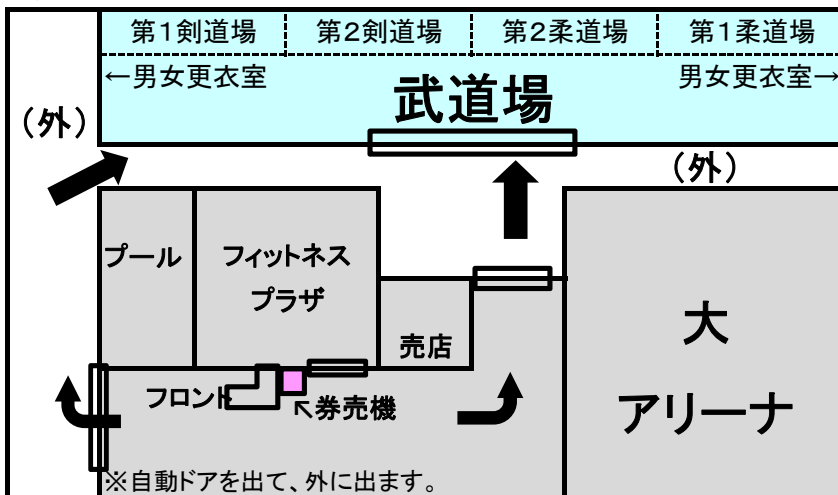 第1剣道場
第2剣道場
第2柔道場
第1柔道場
←男女更衣室
男女更衣室→
武道場
（外）
（外）
プール
フィットネス
プラザ
売店
大
アリーナ
フロント
↖券売機
※自動ドアを出て、外に出ます。